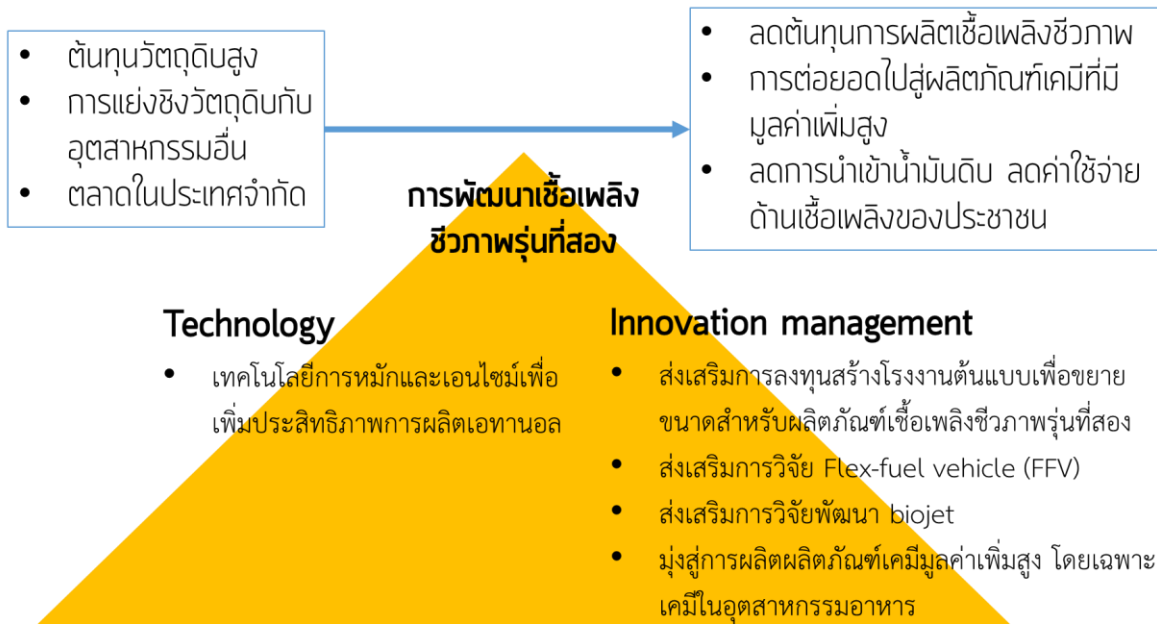 • ต้นทุนวัตถุดิบสูง
• การแย่งชิงวัตถุดิบกับ
อุตสาหกรรมอื่น
• ตลาดในประเทศจำกัด
• ลดต้นทุนการผลิตเชื้อเพลิงชีวภาพ
• การต่อยอดไปสู่ผลิตภัณฑ์เคมีที่มี
มูลค่าเพิ่มสูง
• ลดการนำเข้าน้ำมันดิบ ลดค่าใช้จ่าย
ด้านเชื้อเพลิงของประชาชน
การพัฒนาเชื้อเพลิง
ชีวภาพรุ่นที่สอง
Technology
• เทคโนโลยีการหมักและเอนไซม์เพื่อ
เพิ่มประสิทธิภาพการผลิตเอทานอล
Innovation management
• ส่งเสริมการลงทุนสร้างโรงงานต้นแบบเพื่อขยาย
ขนาดสำหรับผลิตภัณฑ์เชื้อเพลิงชีวภาพรุ่นที่สอง
• ส่งเสริมการวิจัย Flex-fuel vehicle (FFV)
• ส่งเสริมการวิจัยพัฒนา biojet
• มุ่งสู่การผลิตผลิตภัณฑ์เคมีมูลค่าเพิ่มสูง โดยเฉพาะ
เคมีในอุตสาหกรรมอาหาร